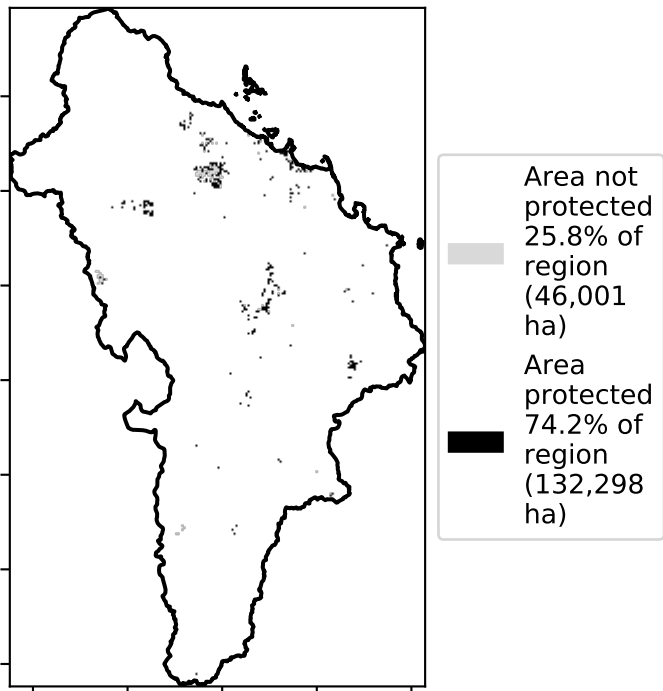 Area not
protected
25.8% of
region
(46,001
ha)
Area
protected
74.2% of
region
(132,298
ha)